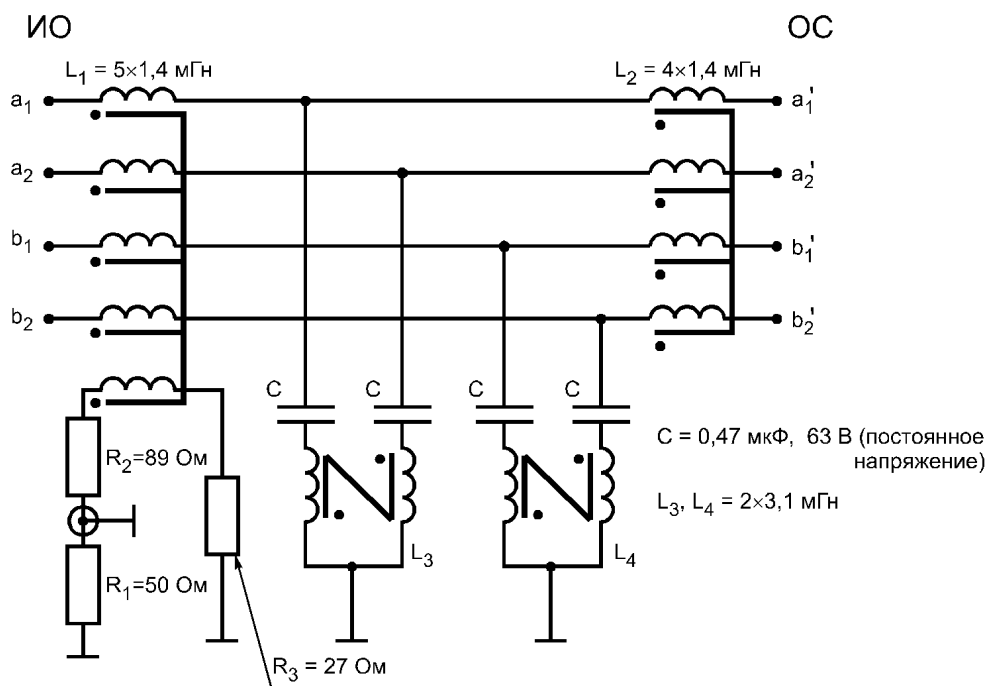 ИО
ОС
L1 = 5×1,4 мГн
L2 = 4×1,4 мГн
a1
a1'
a2
a2'
b1
b1'
b2
b2'
C
C
C
C
R2=89 Ом
C = 0,47 мкФ, 63 В (постоянное
напряжение)
L3, L4 = 2×3,1 мГн
L3
L4
R1=50 Ом
R3 = 27 Ом